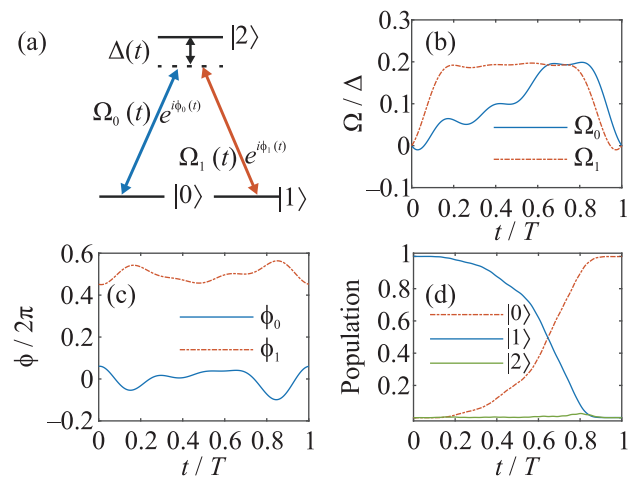 (a)
|2⟩
Δ(t)
Ω₀ (t) e^{iϕ₀(t)}
Ω₁ (t) e^{iϕ₁(t)}
|0⟩
|1⟩
(b)
0.3
0.2
0.1
0
−0.1
Ω / Δ
Ω₀
Ω₁
0 0.2 0.4 0.6 0.8 1
t / T
(c)
0.6
0.4
0.2
0
−0.2
ϕ / 2π
ϕ₀
ϕ₁
0 0.2 0.4 0.6 0.8 1
t / T
(d)
1
0.8
0.6
0.4
0.2
Population
|0⟩
|1⟩
|2⟩
0 0.2 0.4 0.6 0.8 1
t / T